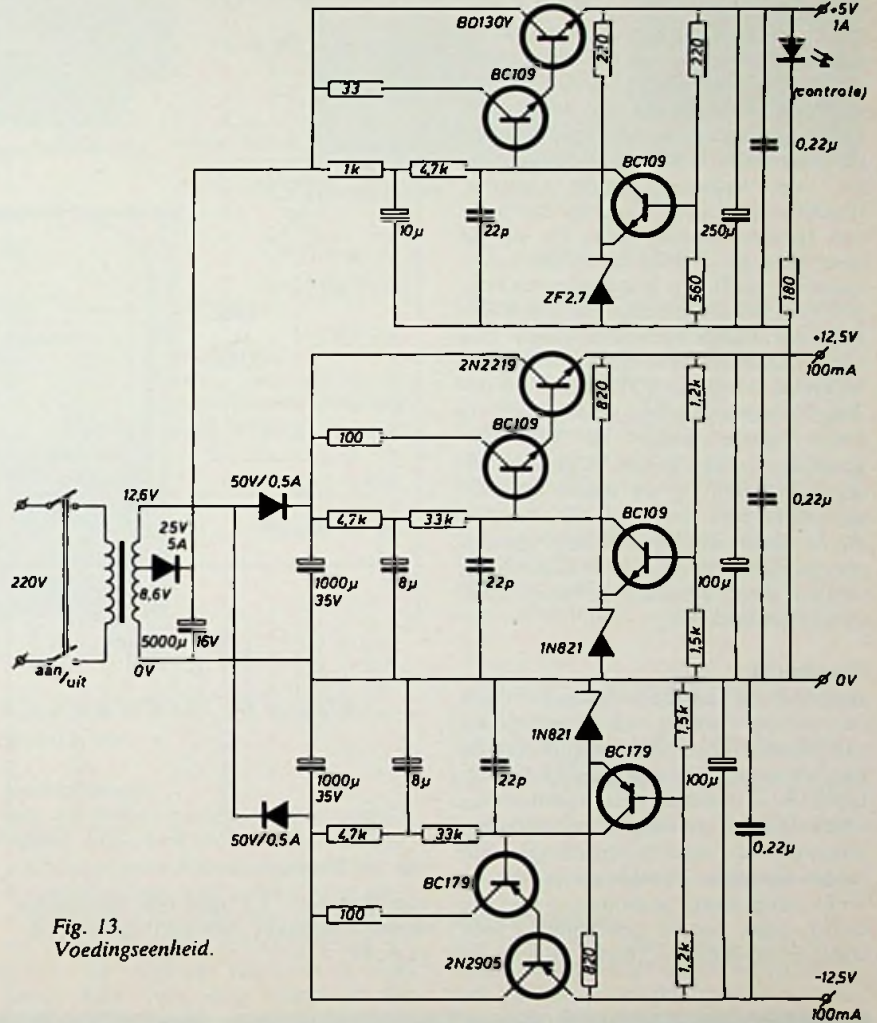 +5V
1A
BD130Y
BC109
33
220
(controle)
0,22µ
1k
4,7k
BC109
10µ
22p
250µ
ZF2,7
560
180
+12,5V
100mA
2N2219
BC109
100
820
1,2k
0,22µ
50V/0,5A
12,6V
25V
5A
8,6V
220V
5000µ
16V
0V
aan/uit
4,7k
33k
BC109
1000µ
35V
8µ
22p
100µ
1N821
1,5k
0V
1N821
1,5k
BC179
1000µ
35V
8µ
22p
100µ
50V/0,5A
4,7k
33k
0,22µ
BC179
100
2N2905
820
1,2k
-12,5V
100mA
Fig. 13.
Voedingseenheid.